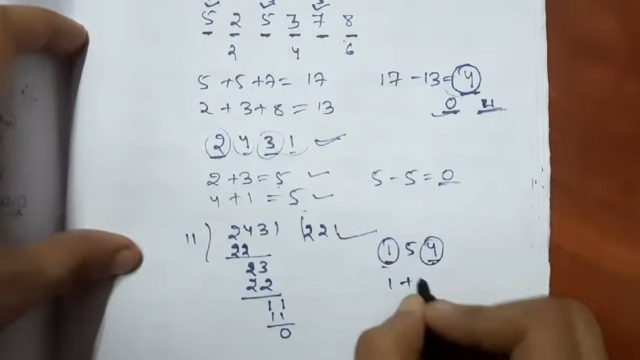 5 2 5 3 7 8
2 4 6
5 + 5 + 7 = 17
17 - 13 = 4
2 + 3 + 8 = 13
0 4
2 4 3 1 ✓
2 + 3 = 5 ✓
5 - 5 = 0
4 + 1 = 5 ✓
11 ) 2431 ( 221 ✓
22
23
22
11
11
0
1 5 4
1 +